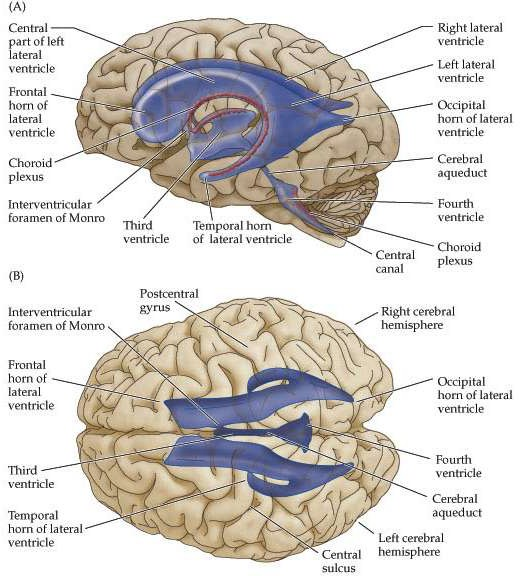 (A)
Central
part of left
lateral
ventricle
Frontal
horn of
lateral
ventricle
Choroid
plexus
Interventricular
foramen of Monro
Third
ventricle
Temporal horn
of lateral ventricle
Right lateral
ventricle
Left lateral
ventricle
Occipital
horn of lateral
ventricle
Cerebral
aqueduct
Fourth
ventricle
Choroid
plexus
Central
canal
(B)
Postcentral
gyrus
Interventricular
foramen of Monro
Frontal
horn of
lateral
ventricle
Third
ventricle
Temporal
horn of lateral
ventricle
Right cerebral
hemisphere
Occipital
horn of lateral
ventricle
Fourth
ventricle
Cerebral
aqueduct
Left cerebral
hemisphere
Central
sulcus